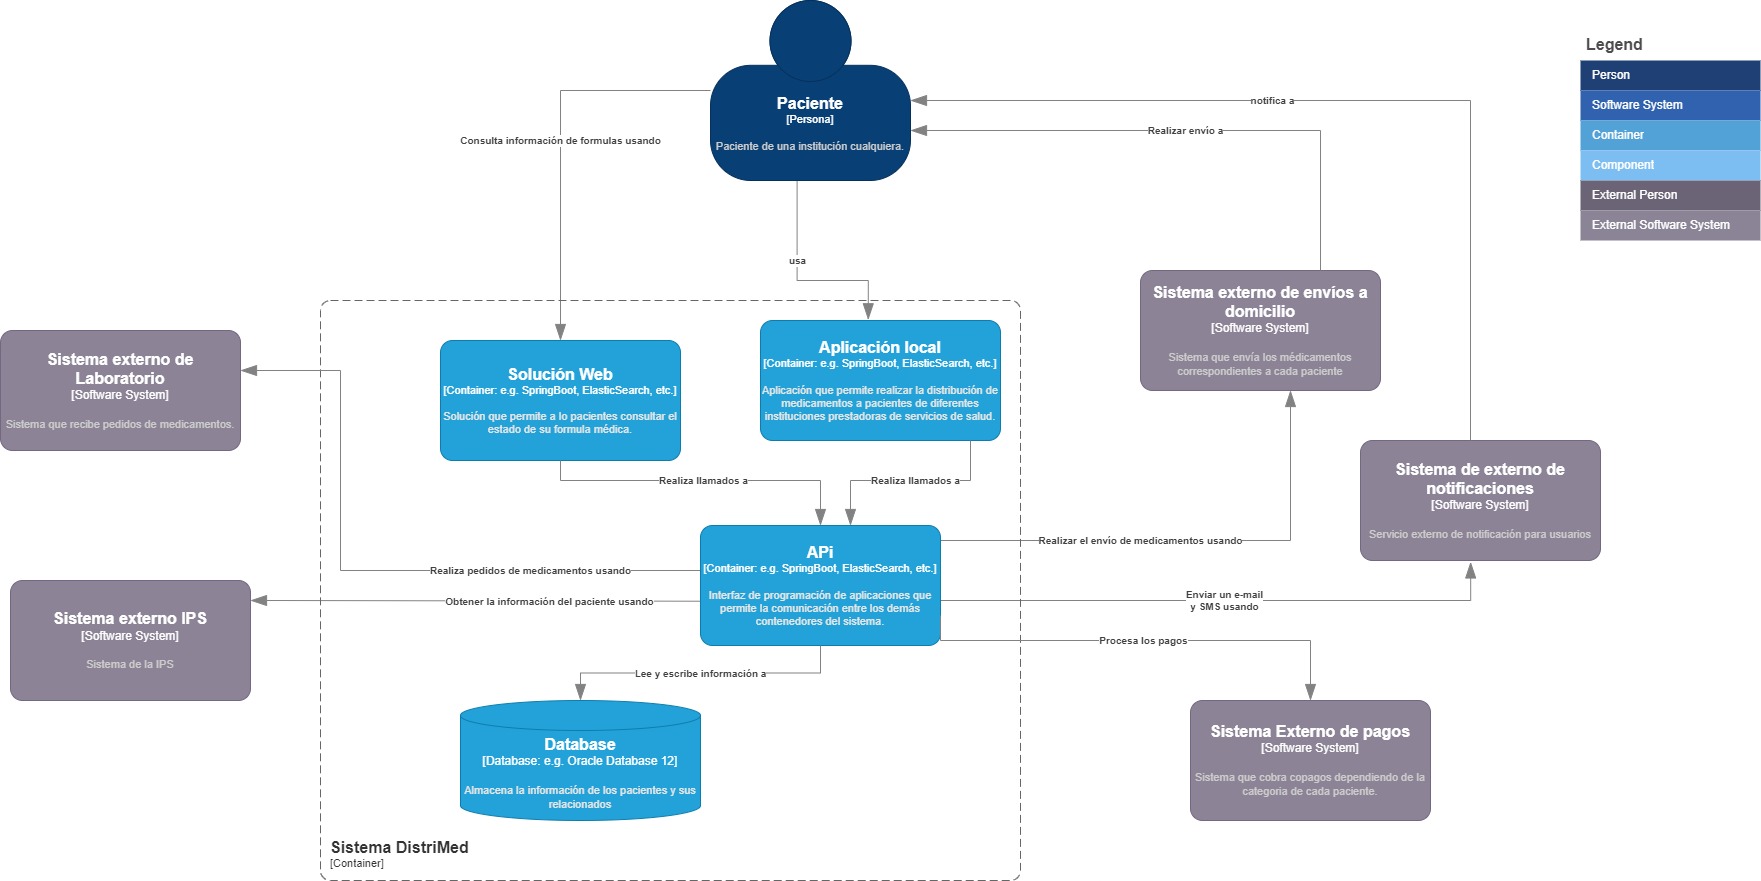 Legend
Person
Software System
Container
Component
External Person
External Software System
Paciente
[Persona]
Paciente de una institución cualquiera.
notifica a
Realizar envío a
Consulta información de formulas usando
usa
Sistema externo de envíos a
domicilio
[Software System]
Sistema que envía los médicamentos
correspondientes a cada paciente
Sistema externo de
Laboratorio
[Software System]
Sistema que recibe pedidos de medicamentos.
Solución Web
[Container: e.g. SpringBoot, ElasticSearch, etc.]
Solución que permite a lo pacientes consultar el
estado de su formula médica.
Aplicación local
[Container: e.g. SpringBoot, ElasticSearch, etc.]
Aplicación que permite realizar la distribución de
medicamentos a pacientes de diferentes
instituciones prestadoras de servicios de salud.
Sistema de externo de
notificaciones
[Software System]
Servicio externo de notificación para usuarios
Realiza llamados a
Realiza llamados a
APi
[Container: e.g. SpringBoot, ElasticSearch, etc.]
Interfaz de programación de aplicaciones que
permite la comunicación entre los demás
contenedores del sistema.
Realizar el envío de medicamentos usando
Realiza pedidos de medicamentos usando
Obtener la información del paciente usando
Enviar un e-mail
y SMS usando
Procesa los pagos
Sistema externo IPS
[Software System]
Sistema de la IPS
Lee y escribe información a
Database
[Database: e.g. Oracle Database 12]
Almacena la información de los pacientes y sus
relacionados
Sistema Externo de pagos
[Software System]
Sistema que cobra copagos dependiendo de la
categoria de cada paciente.
Sistema DistriMed
[Container]